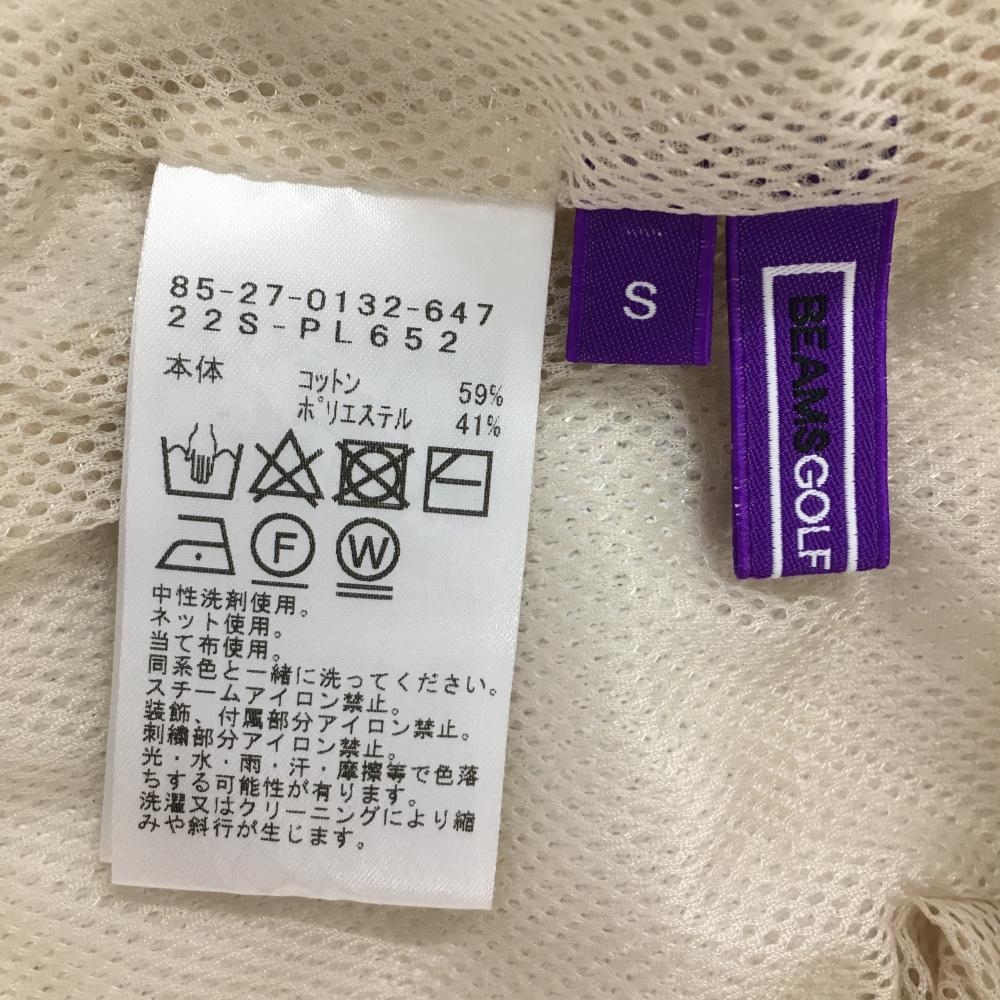 85-27-0132-647
22S-PL652
本体 コットン 59%
ポリエステル 41%
F W
中性洗剤使用。
ネット使用。
当て布使用。
同系色と一緒に洗ってください。
スチームアイロン禁止。
装飾、付属部分アイロン禁止。
刺繍部分アイロン禁止。
光・水・雨・汗・摩擦等で色落
ちする可能性が有ります。
洗濯又はクリーニングにより縮
みや斜行が生じます。
S
BEAMSGOLF